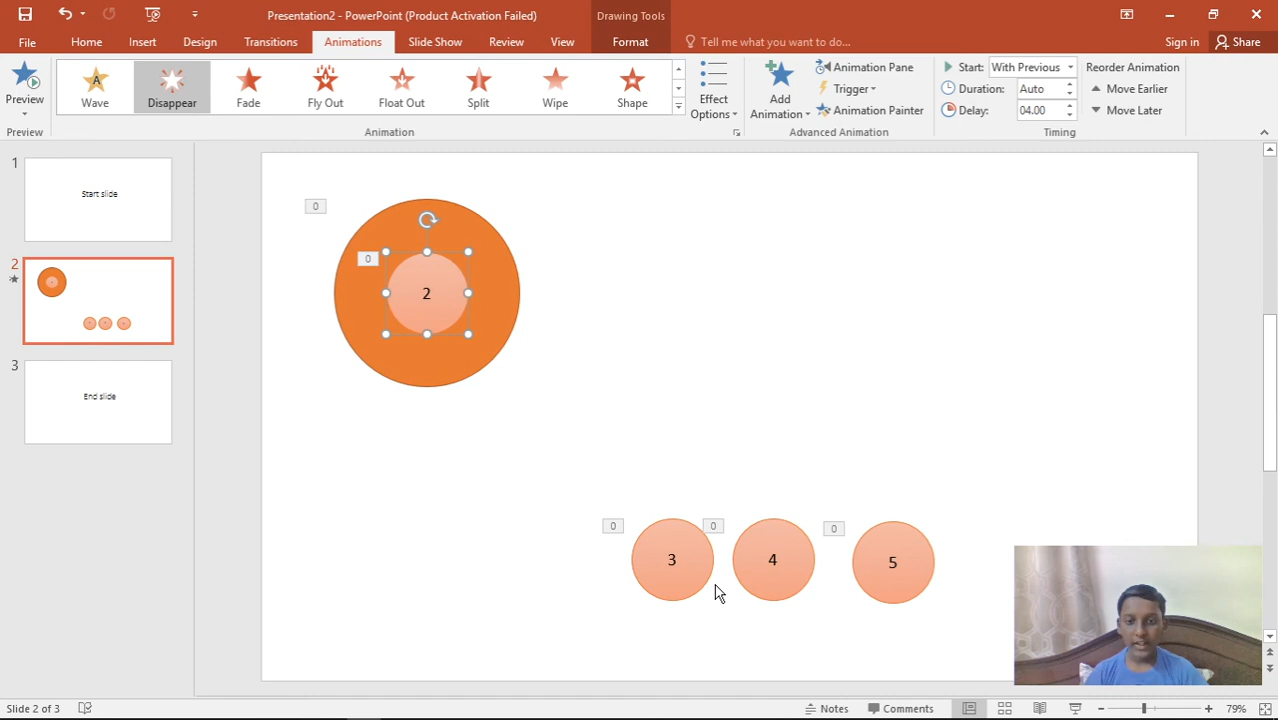 Presentation2 - PowerPoint (Product Activation Failed)
Drawing Tools
File
Home
Insert
Design
Transitions
Animations
Slide Show
Review
View
Format
Tell me what you want to do...
Sign in
Share
Preview
Wave
Disappear
Fade
Fly Out
Float Out
Split
Wipe
Shape
Effect
Options
Add
Animation
Animation Pane
Trigger
Animation Painter
Start: With Previous
Duration: Auto
Delay: 04.00
Reorder Animation
Move Earlier
Move Later
Preview
Animation
Advanced Animation
Timing
1
Start slide
2
3
End slide
0
0
2
0
3
0
4
0
5
Slide 2 of 3
Notes
Comments
79%